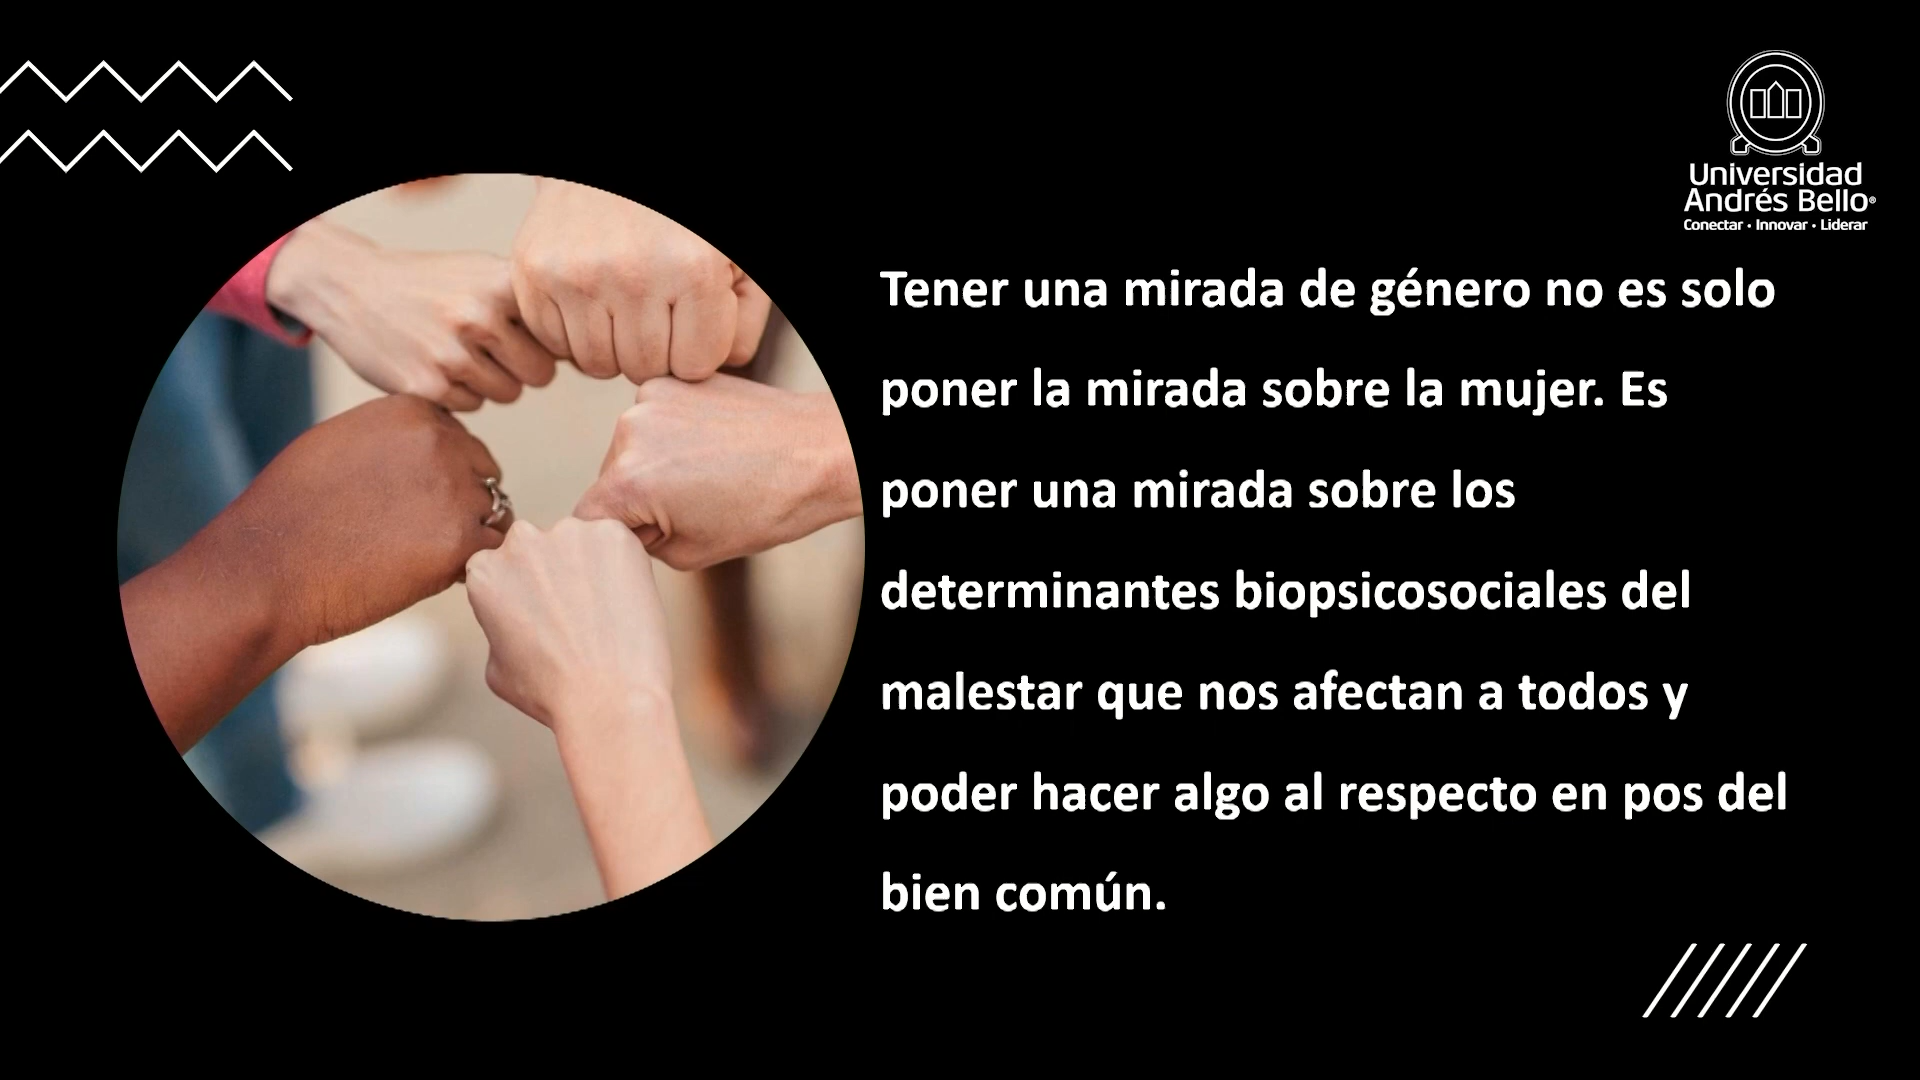 Universidad
Andrés Bello®
Conectar • Innovar • Liderar
Tener una mirada de género no es solo
poner la mirada sobre la mujer. Es
poner una mirada sobre los
determinantes biopsicosociales del
malestar que nos afectan a todos y
poder hacer algo al respecto en pos del
bien común.